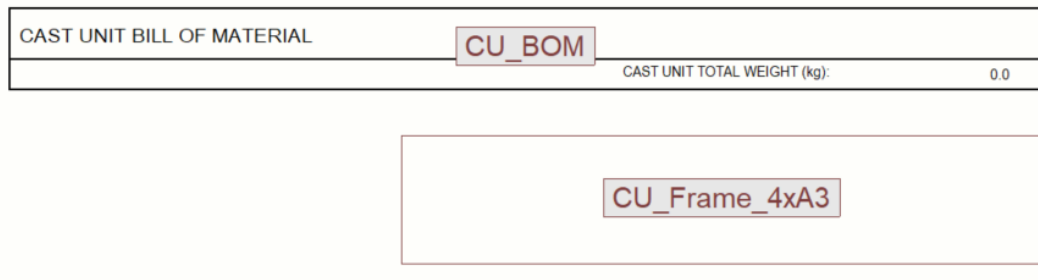 CAST UNIT BILL OF MATERIAL
CU_BOM
CAST UNIT TOTAL WEIGHT (kg): 0.0
CU_Frame_4xA3